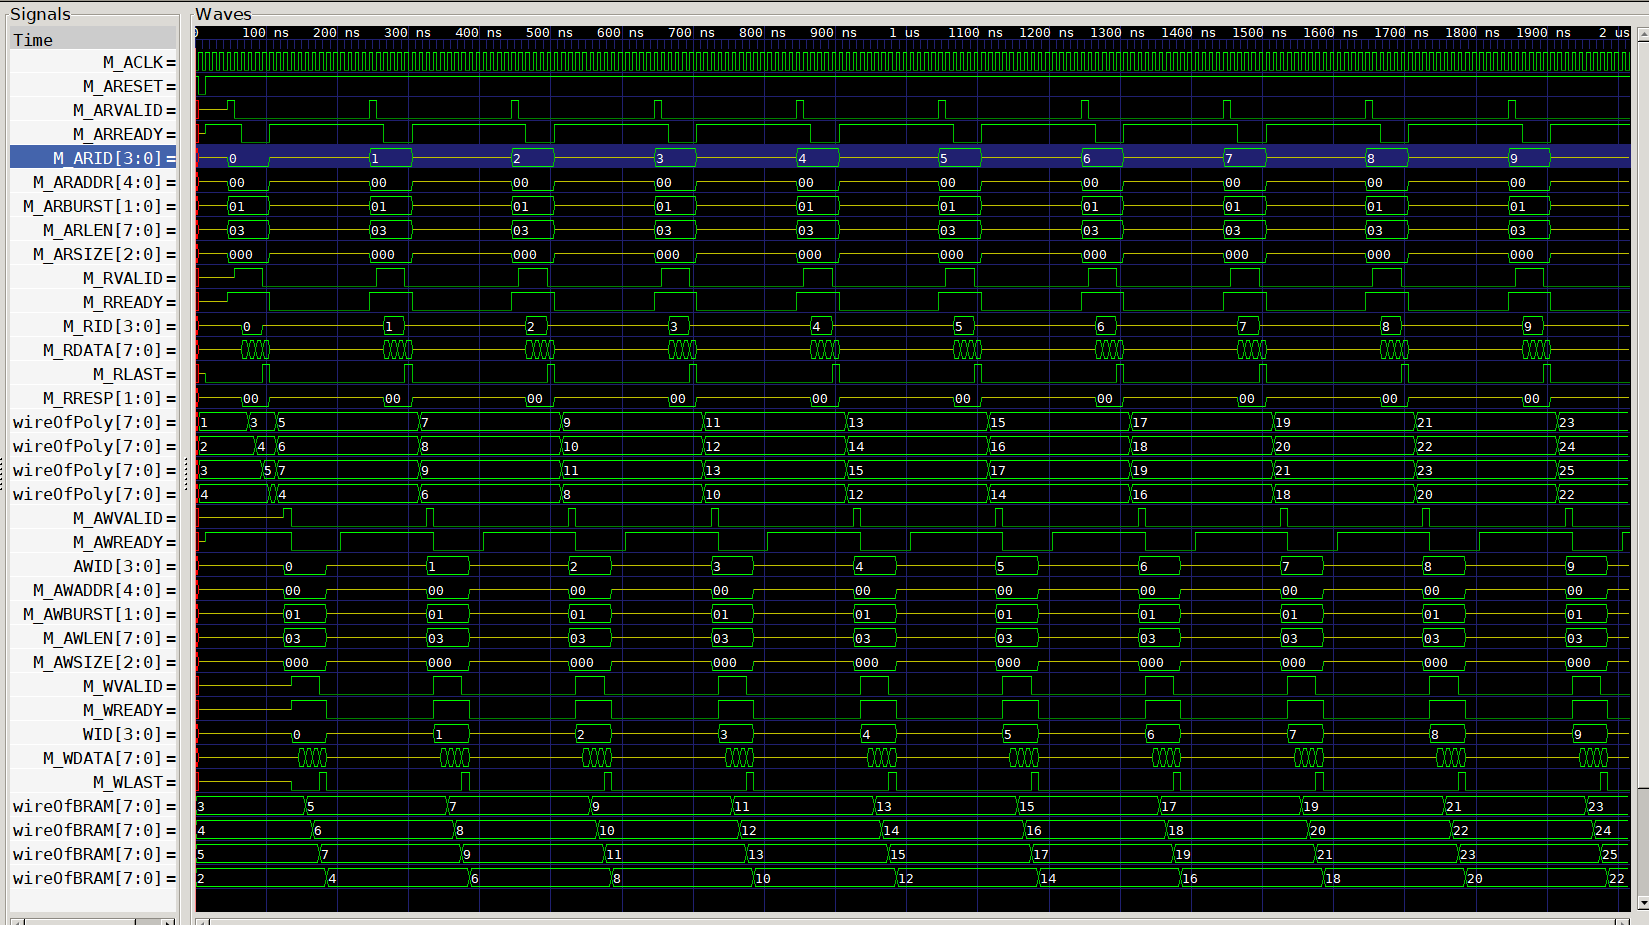 Signals Waves
Time 0 100 ns 200 ns 300 ns 400 ns 500 ns 600 ns 700 ns 800 ns 900 ns 1 us 1100 ns 1200 ns 1300 ns 1400 ns 1500 ns 1600 ns 1700 ns 1800 ns 1900 ns 2 us
M_ACLK=
M_ARESET=
M_ARVALID=
M_ARREADY=
M_ARID[3:0]= 0 1 2 3 4 5 6 7 8 9
M_ARADDR[4:0]= 00 00 00 00 00 00 00 00 00 00
M_ARBURST[1:0]= 01 01 01 01 01 01 01 01 01 01
M_ARLEN[7:0]= 03 03 03 03 03 03 03 03 03 03
M_ARSIZE[2:0]= 000 000 000 000 000 000 000 000 000 000
M_RVALID=
M_RREADY=
M_RID[3:0]= 0 1 2 3 4 5 6 7 8 9
M_RDATA[7:0]=
M_RLAST=
M_RRESP[1:0]= 00 00 00 00 00 00 00 00 00 00
wireOfPoly[7:0]= 1 3 5 7 9 11 13 15 17 19 21 23
wireOfPoly[7:0]= 2 4 6 8 10 12 14 16 18 20 22 24
wireOfPoly[7:0]= 3 5 7 9 11 13 15 17 19 21 23 25
wireOfPoly[7:0]= 4 4 6 8 10 12 14 16 18 20 22
M_AWVALID=
M_AWREADY=
AWID[3:0]= 0 1 2 3 4 5 6 7 8 9
M_AWADDR[4:0]= 00 00 00 00 00 00 00 00 00 00
M_AWBURST[1:0]= 01 01 01 01 01 01 01 01 01 01
M_AWLEN[7:0]= 03 03 03 03 03 03 03 03 03 03
M_AWSIZE[2:0]= 000 000 000 000 000 000 000 000 000 000
M_WVALID=
M_WREADY=
WID[3:0]= 0 1 2 3 4 5 6 7 8 9
M_WDATA[7:0]=
M_WLAST=
wireOfBRAM[7:0]= 3 5 7 9 11 13 15 17 19 21 23
wireOfBRAM[7:0]= 4 6 8 10 12 14 16 18 20 22 24
wireOfBRAM[7:0]= 5 7 9 11 13 15 17 19 21 23 25
wireOfBRAM[7:0]= 2 4 6 8 10 12 14 16 18 20 22